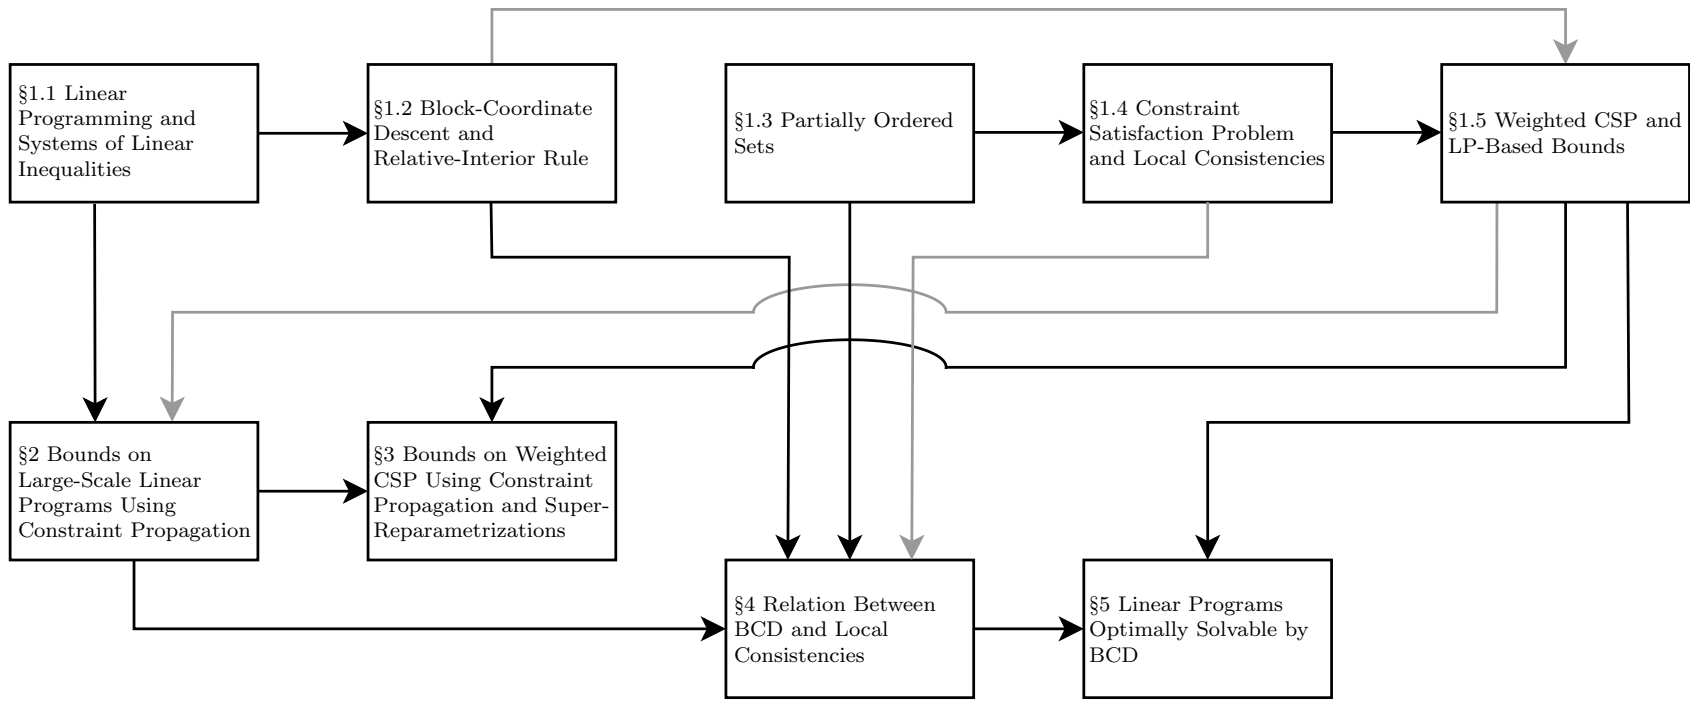 §1.1 Linear
Programming and
Systems of Linear
Inequalities
§1.2 Block-Coordinate
Descent and
Relative-Interior Rule
§1.3 Partially Ordered
Sets
§1.4 Constraint
Satisfaction Problem
and Local Consistencies
§1.5 Weighted CSP and
LP-Based Bounds
§2 Bounds on
Large-Scale Linear
Programs Using
Constraint Propagation
§3 Bounds on Weighted
CSP Using Constraint
Propagation and Super-
Reparametrizations
§4 Relation Between
BCD and Local
Consistencies
§5 Linear Programs
Optimally Solvable by
BCD